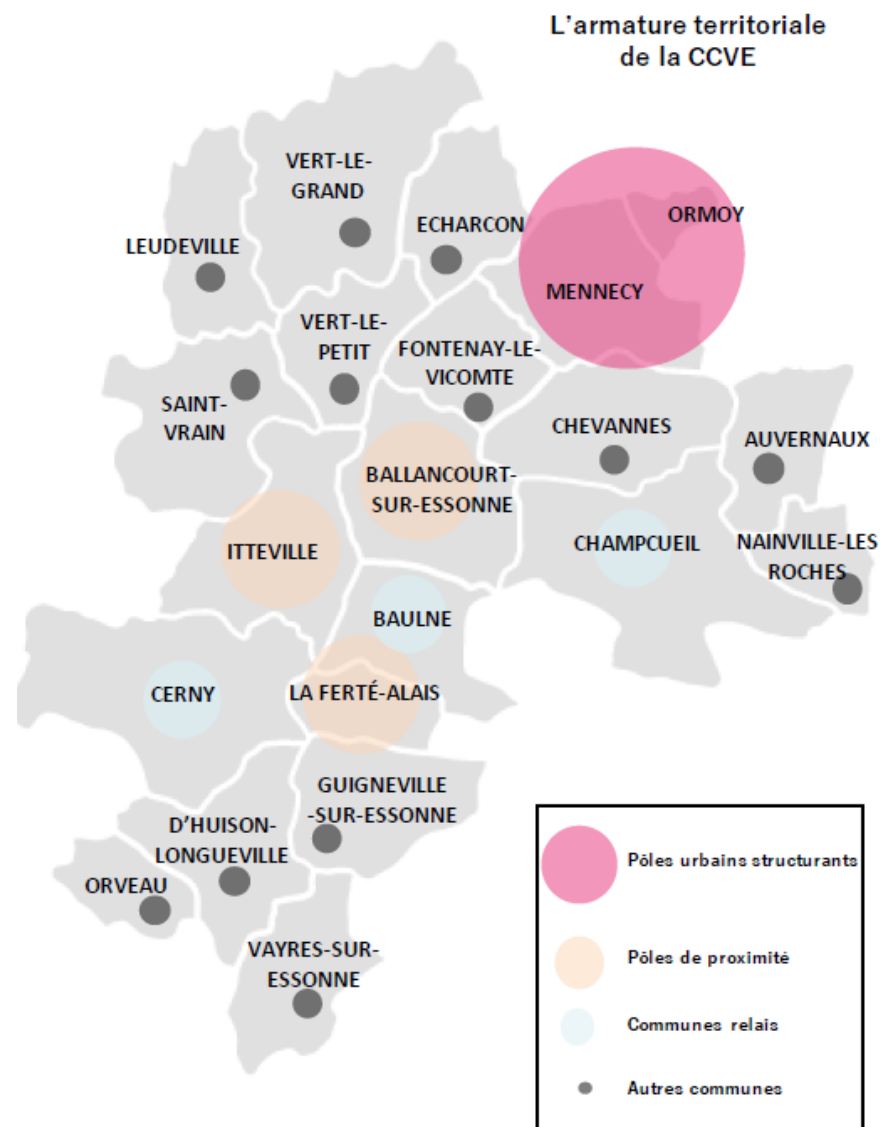 L'armature territoriale
de la CCVE
VERT-LE-
GRAND
ECHARCON
ORMOY
LEUDEVILLE
MENNECY
VERT-LE-
PETIT
FONTENAY-LE-
VICOMTE
SAINT-
VRAIN
CHEVANNES
AUVERNAUX
BALLANCOURT-
SUR-ESSONNE
ITTEVILLE
CHAMPCUEIL
NAINVILLE-LES
ROCHES
BAULNE
CERNY
LA FERTÉ-ALAIS
GUIGNEVILLE
-SUR-ESSONNE
D'HUISON-
LONGUEVILLE
ORVEAU
VAYRES-SUR-
ESSONNE
Pôles urbains structurants
Pôles de proximité
Communes relais
Autres communes